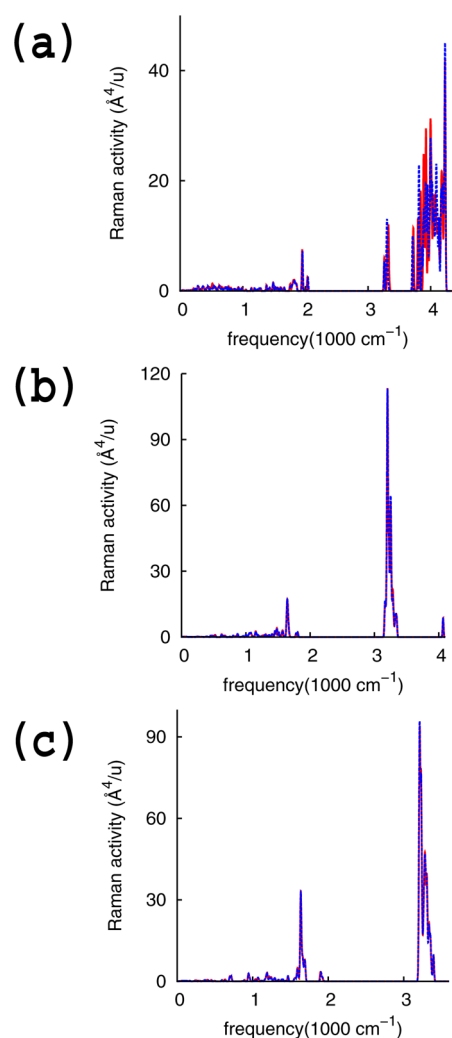 (a)
Raman activity (Å⁴/u)
40
20
0
0 1 2 3 4
frequency(1000 cm⁻¹)
(b)
Raman activity (Å⁴/u)
120
90
60
30
0
0 1 2 3 4
frequency(1000 cm⁻¹)
(c)
Raman activity (Å⁴/u)
90
60
30
0
0 1 2 3
frequency(1000 cm⁻¹)